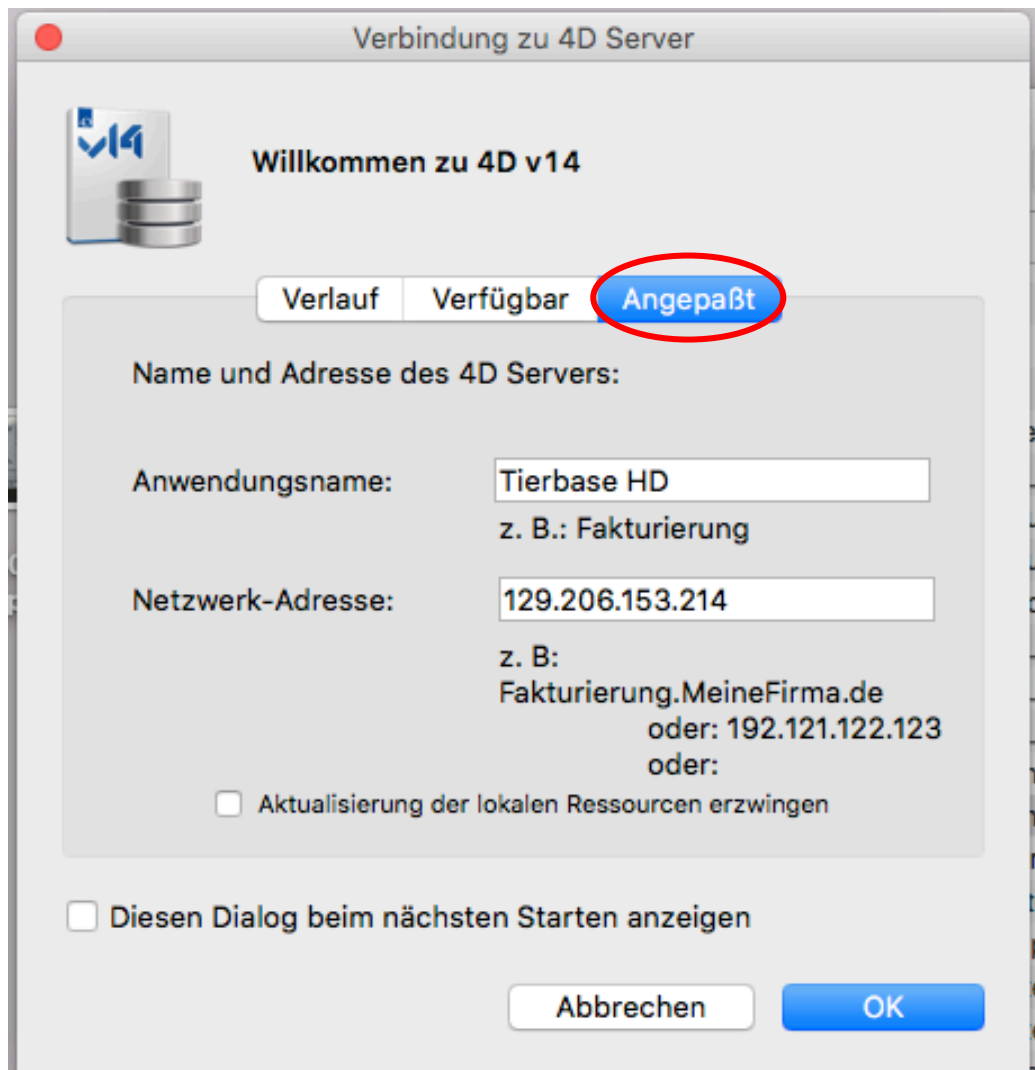 Verbindung zu 4D Server
v14
Willkommen zu 4D v14
Verlauf Verfügbar Angepaßt
Name und Adresse des 4D Servers:
Anwendungsname: Tierbase HD
z. B.: Fakturierung
Netzwerk-Adresse: 129.206.153.214
z. B:
Fakturierung.MeineFirma.de
oder: 192.121.122.123
oder:
Aktualisierung der lokalen Ressourcen erzwingen
Diesen Dialog beim nächsten Starten anzeigen
Abbrechen OK